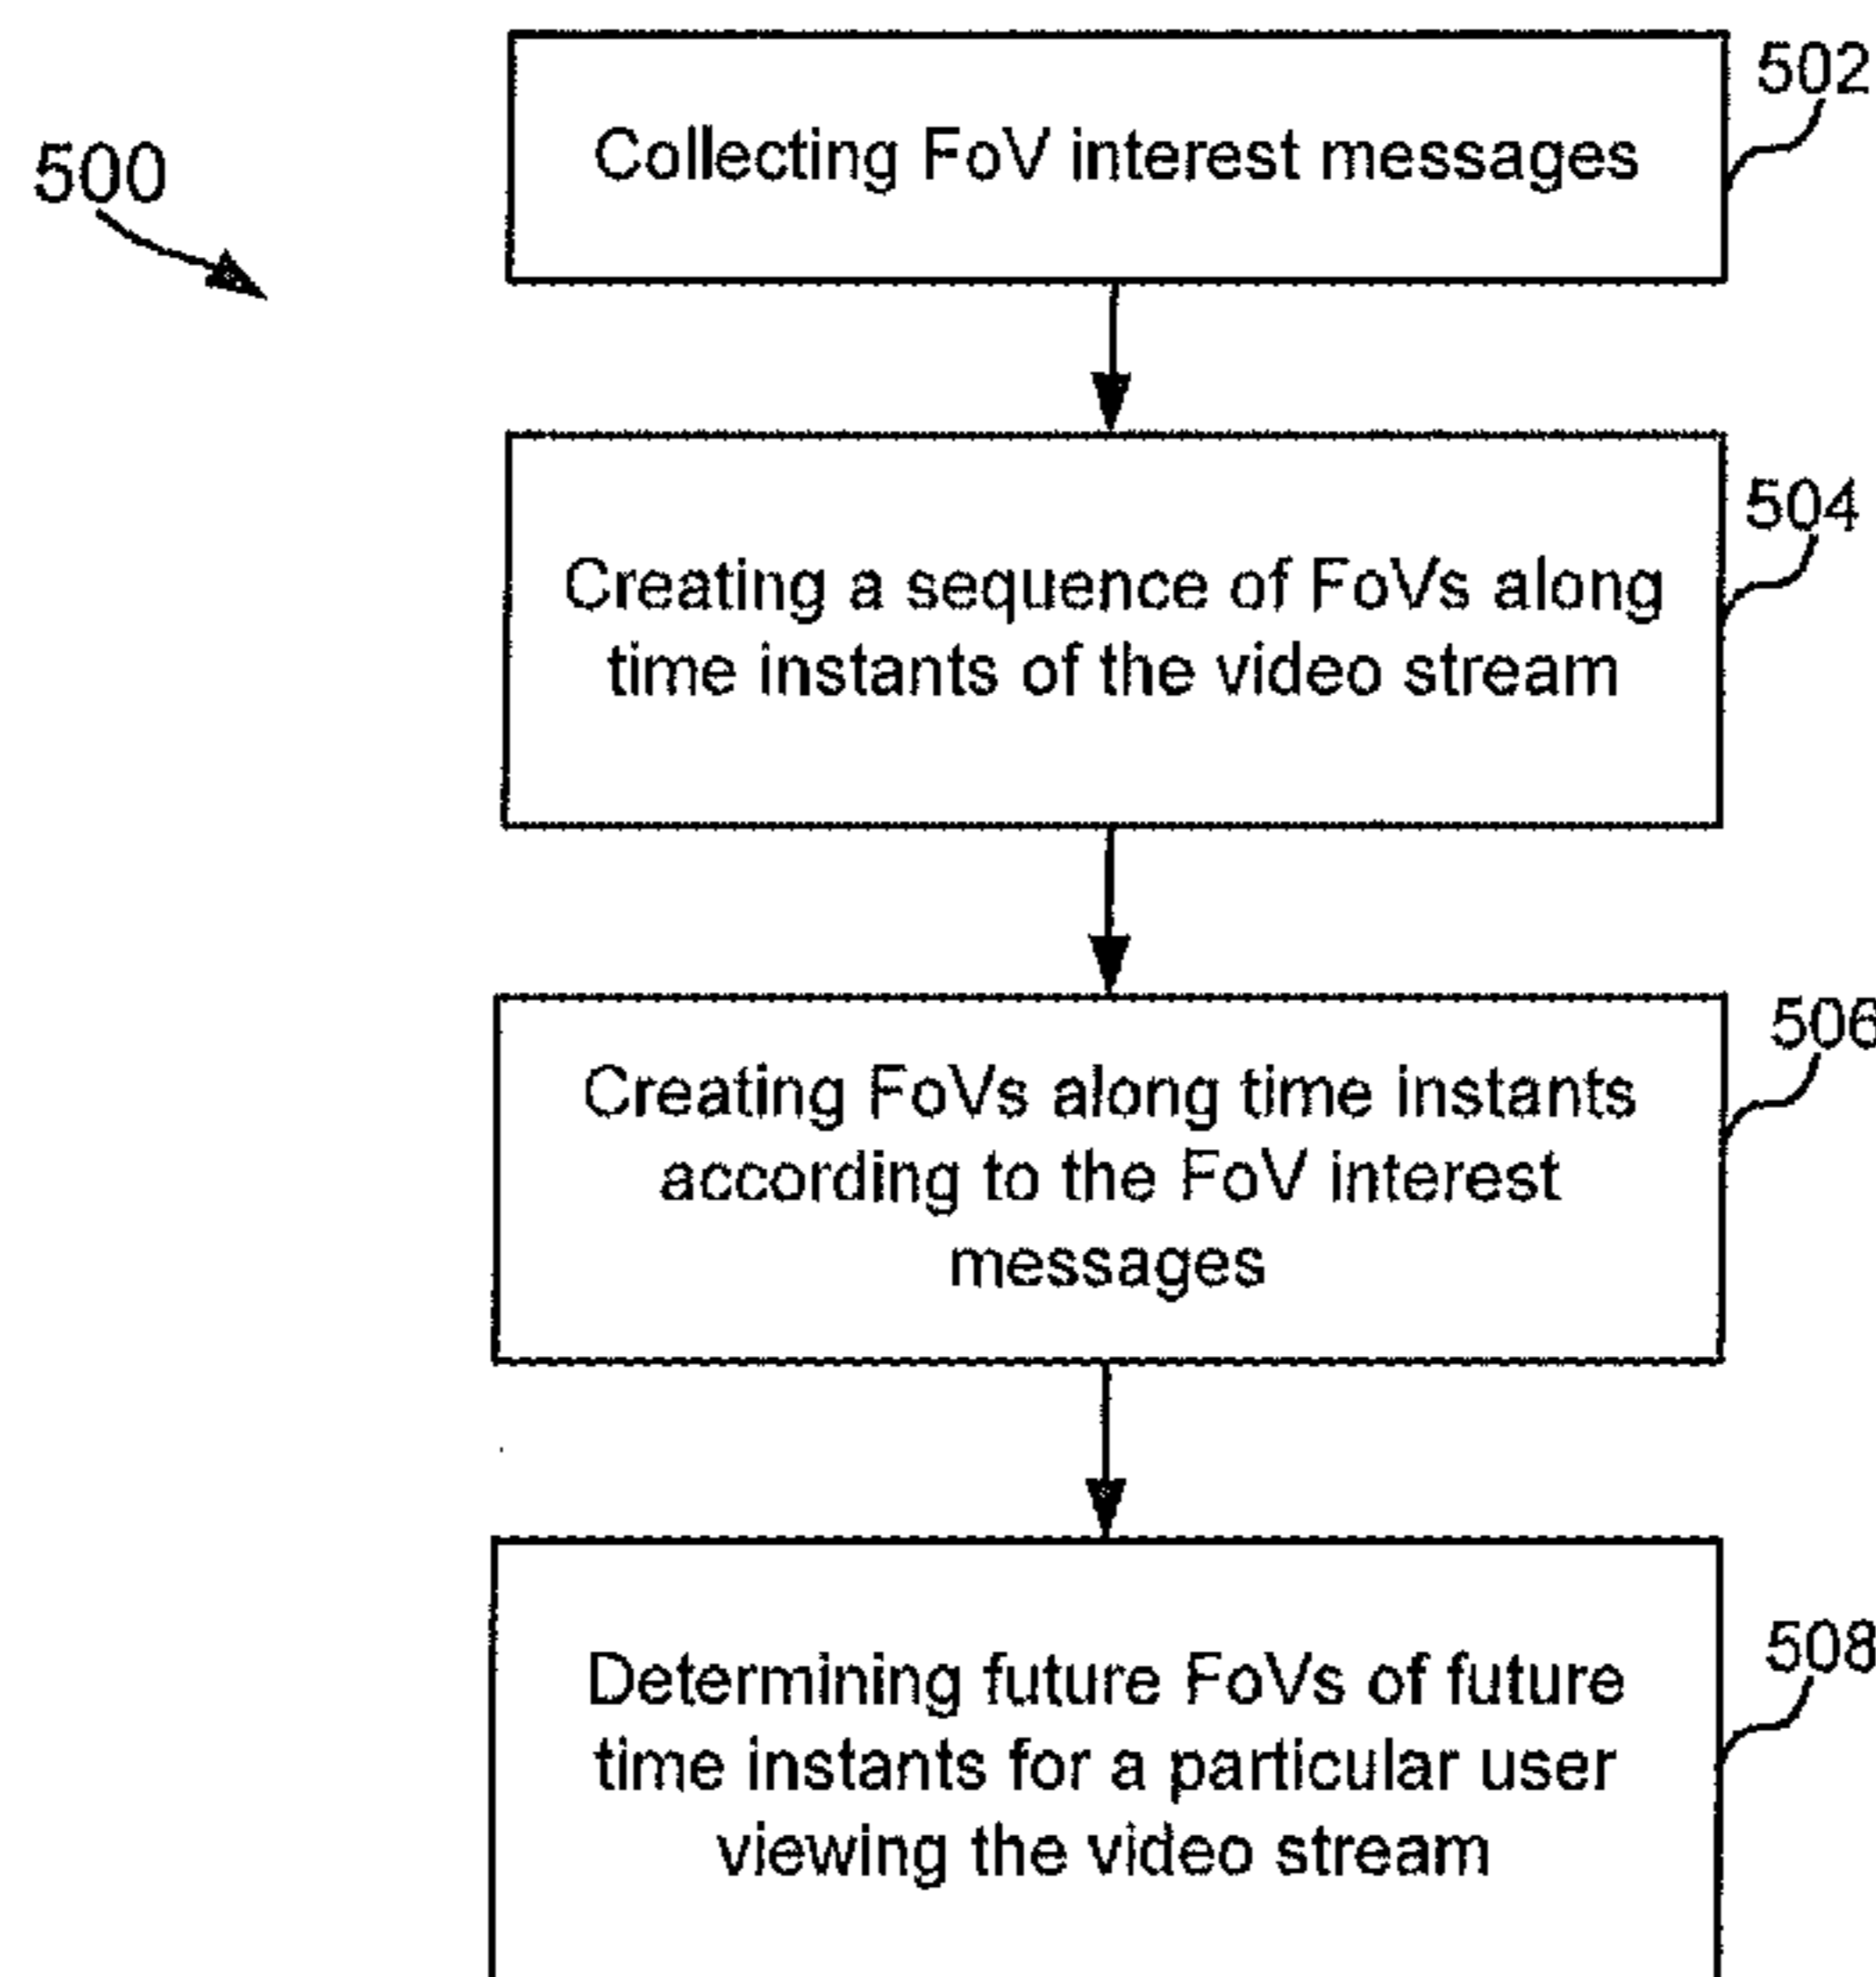 502
Collecting FoV interest messages
500
504
Creating a sequence of FoVs along
time instants of the video stream
506
Creating FoVs along time instants
according to the FoV interest
messages
508
Determining future FoVs of future
time instants for a particular user
viewing the video stream